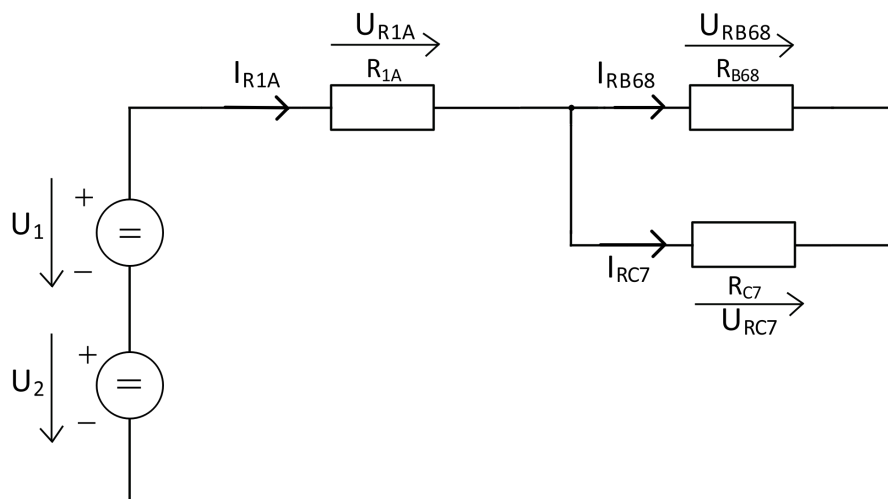 U_R1A
U_RB68
I_R1A
R_1A
I_RB68
R_B68
+
U_1
=
−
I_RC7
R_C7
U_RC7
+
U_2
=
−